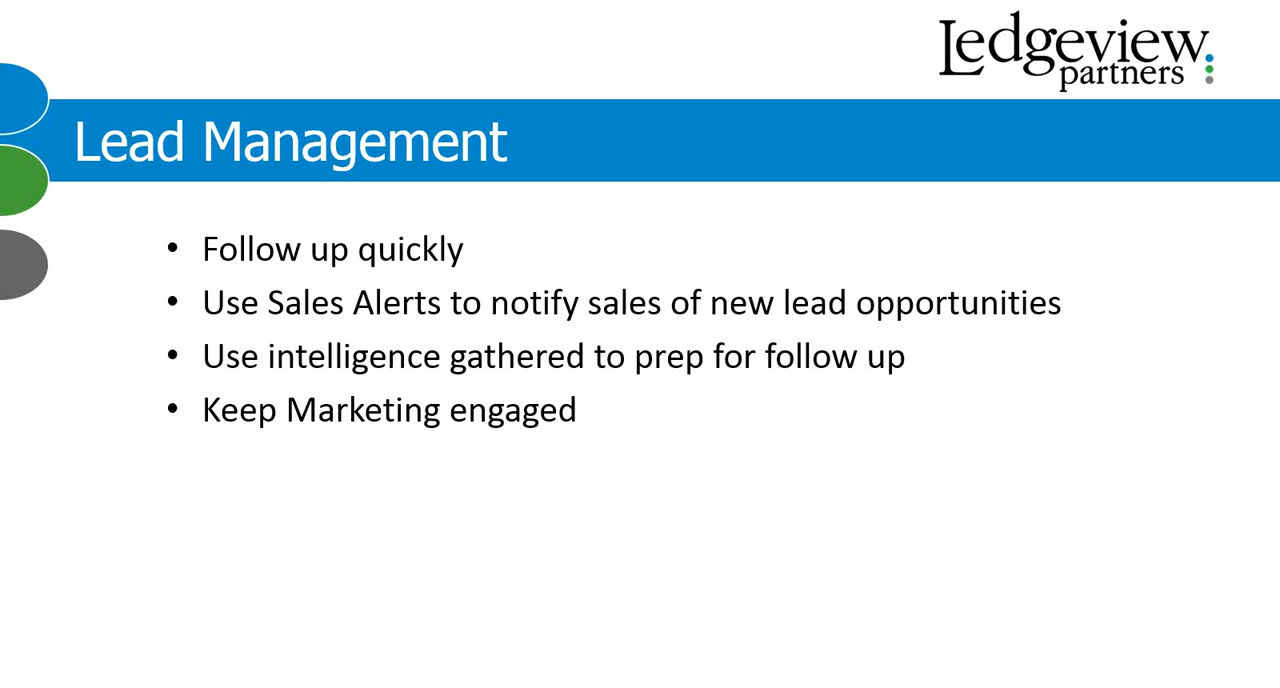 Ledgeview
partners
Lead Management
• Follow up quickly
• Use Sales Alerts to notify sales of new lead opportunities
• Use intelligence gathered to prep for follow up
• Keep Marketing engaged